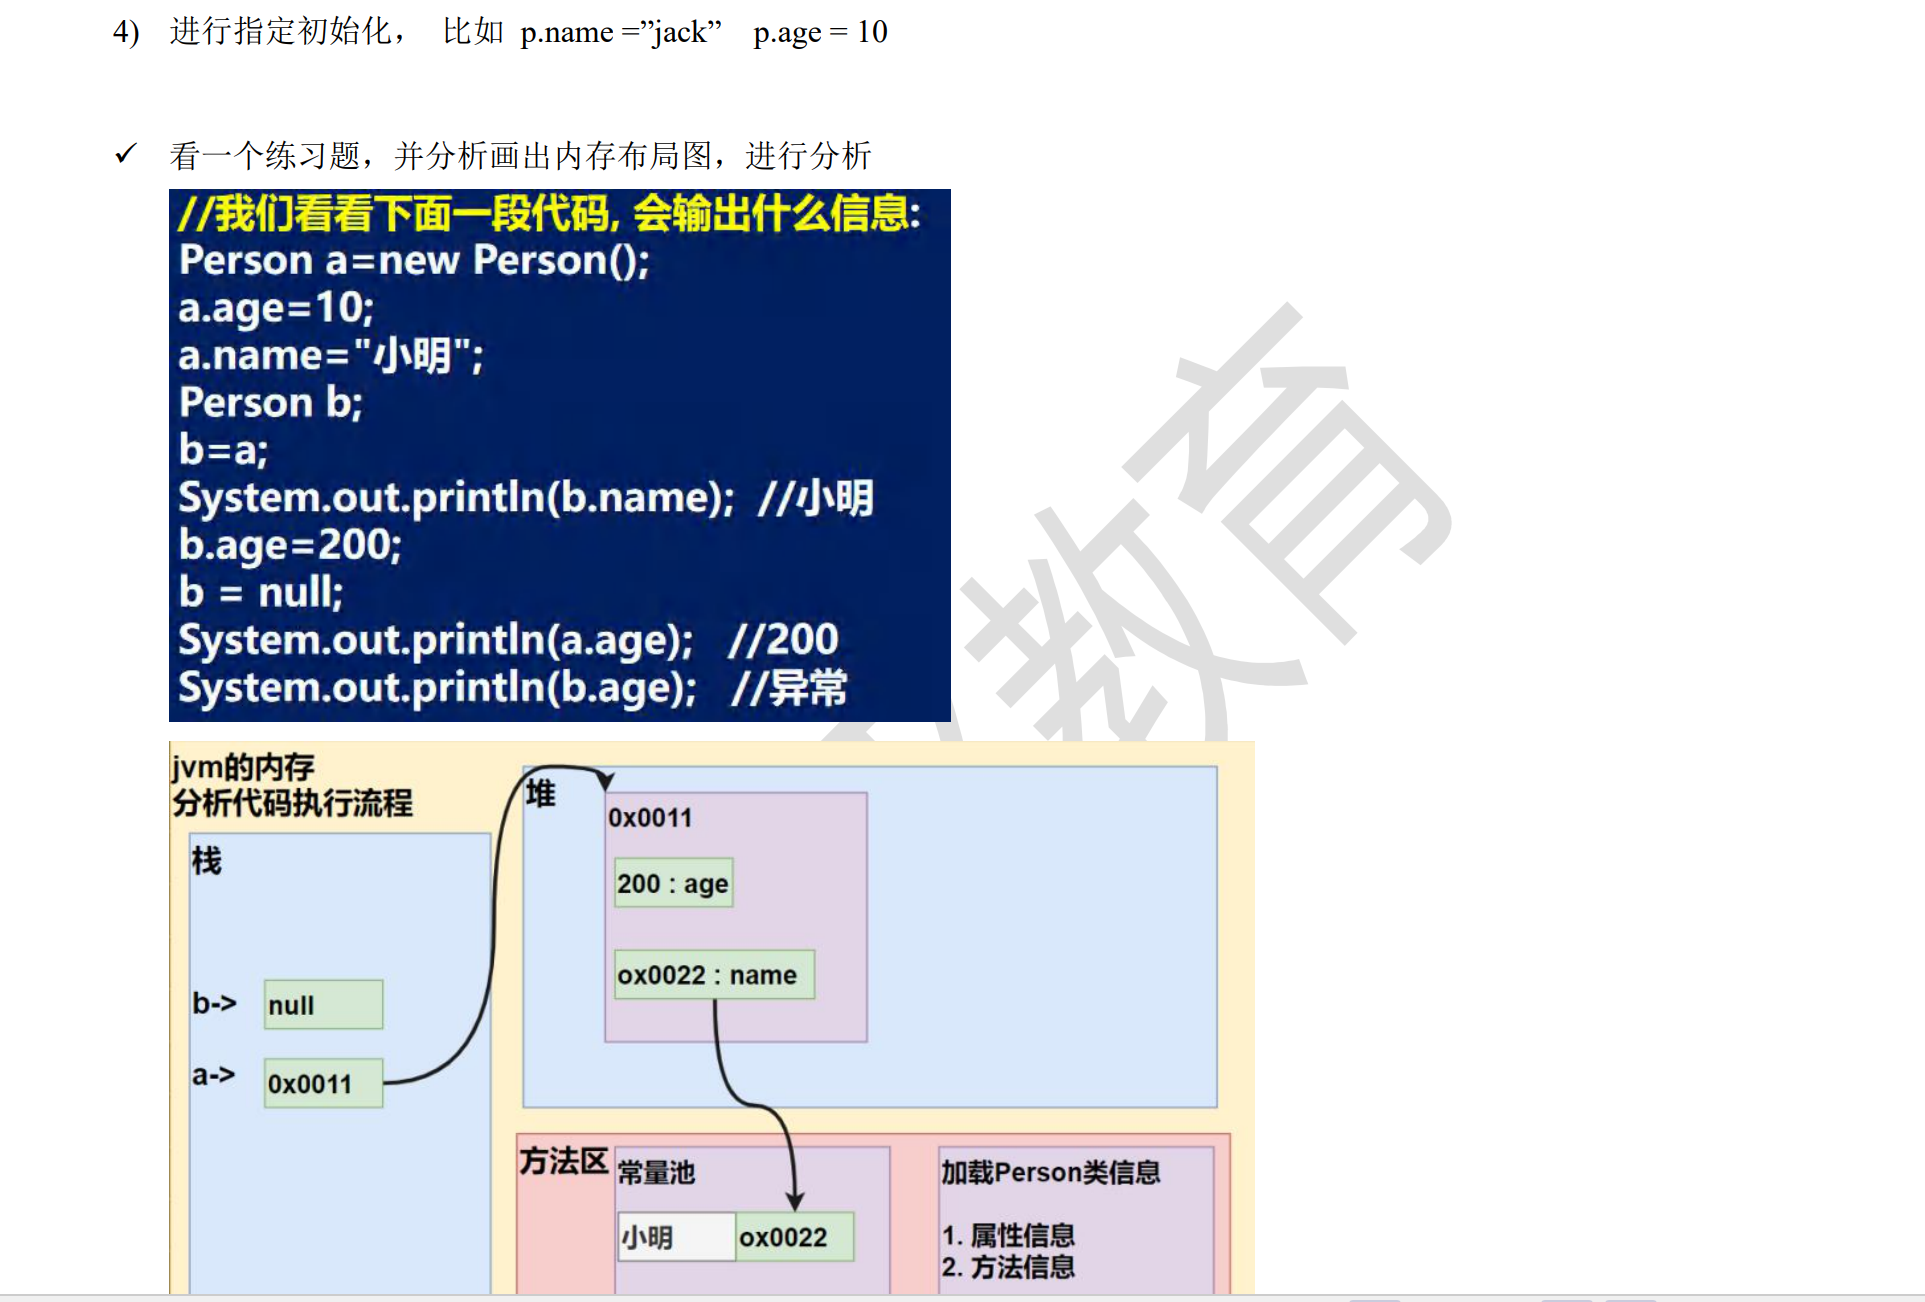 4) 进行指定初始化， 比如 p.name =”jack” p.age = 10
✓ 看一个练习题，并分析画出内存布局图，进行分析
//我们看看下面一段代码, 会输出什么信息:
Person a=new Person();
a.age=10;
a.name="小明";
Person b;
b=a;
System.out.println(b.name); //小明
b.age=200;
b = null;
System.out.println(a.age); //200
System.out.println(b.age); //异常
教育
jvm的内存
分析代码执行流程
栈
b-> null
a-> 0x0011
堆
0x0011
200 : age
ox0022 : name
方法区
常量池
小明 ox0022
加载Person类信息
1. 属性信息
2. 方法信息